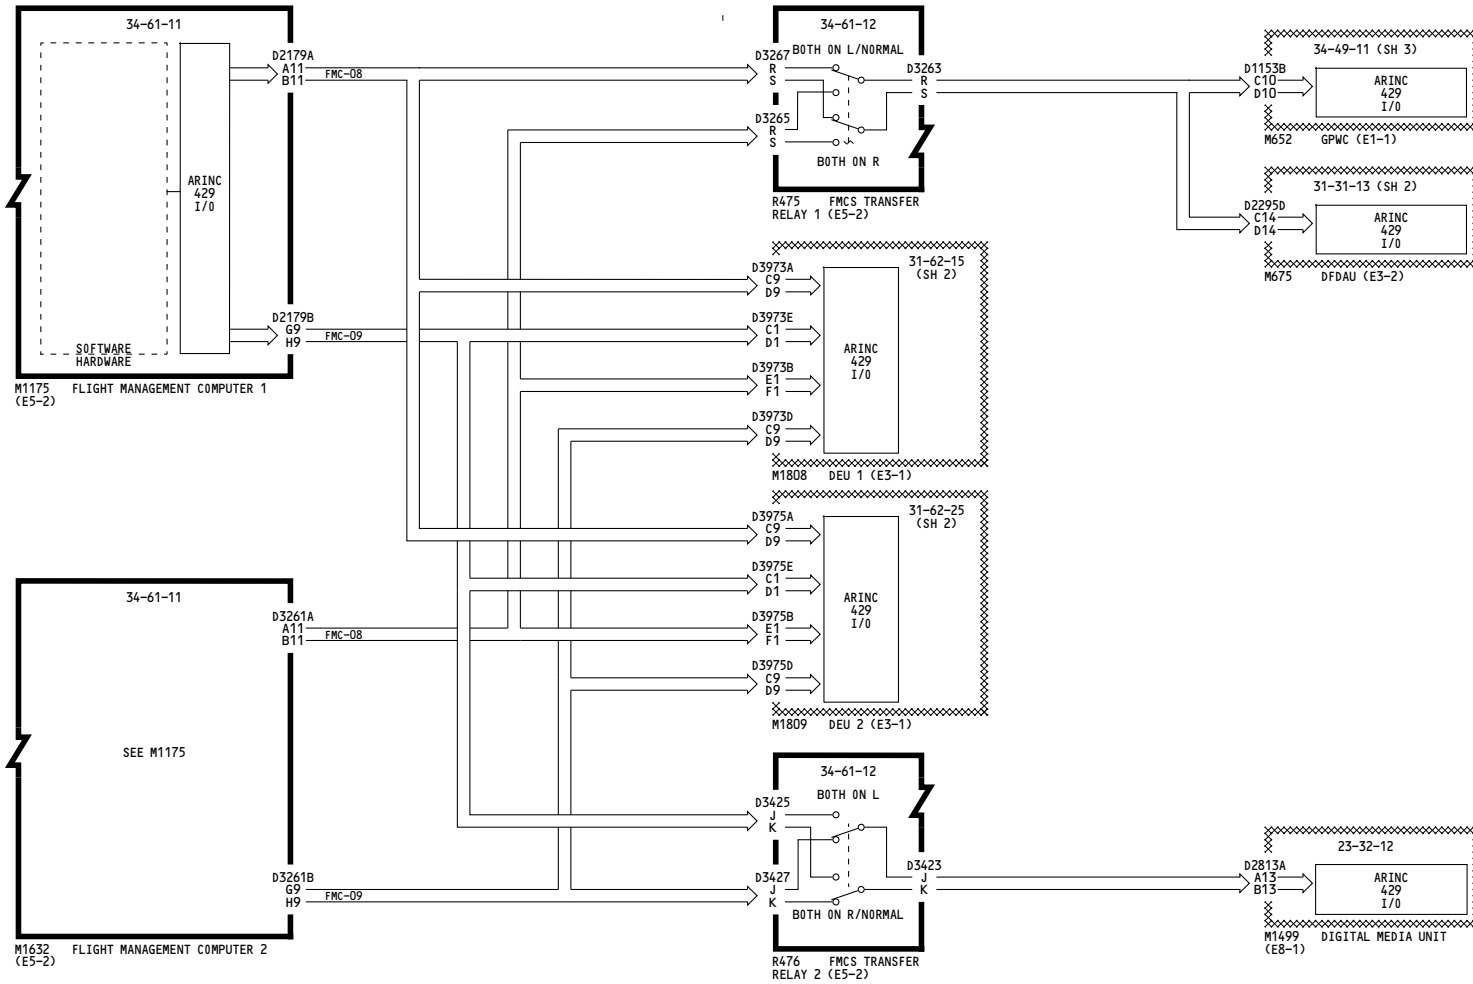 34-61-11
D2179A
A11
B11
FMC-08
ARINC
429
I/O
D2179B
G9
H9
FMC-09
SOFTWARE
HARDWARE
M1175
(E5-2)
FLIGHT MANAGEMENT COMPUTER 1
34-61-11
D3261A
A11
B11
FMC-08
SEE M1175
D3261B
G9
H9
FMC-09
M1632
(E5-2)
FLIGHT MANAGEMENT COMPUTER 2
34-61-12
BOTH ON L/NORMAL
D3267
R
S
D3265
R
S
D3263
R
S
BOTH ON R
R475 FMCS TRANSFER
RELAY 1 (E5-2)
31-62-15
(SH 2)
D3973A
C9
D9
D3973E
C1
D1
D3973B
E1
F1
D3973D
C9
D9
ARINC
429
I/O
M1808 DEU 1 (E3-1)
31-62-25
(SH 2)
D3975A
C9
D9
D3975E
C1
D1
D3975B
E1
F1
D3975D
C9
D9
ARINC
429
I/O
M1809 DEU 2 (E3-1)
34-61-12
BOTH ON L
D3425
J
K
D3427
J
K
D3423
J
K
BOTH ON R/NORMAL
R476 FMCS TRANSFER
RELAY 2 (E5-2)
34-49-11 (SH 3)
D1153B
C10
D10
ARINC
429
I/O
M652 GPWC (E1-1)
31-31-13 (SH 2)
D2295D
C14
D14
ARINC
429
I/O
M675 DFDAU (E3-2)
23-32-12
D2813A
A13
B13
ARINC
429
I/O
M1499
(E8-1)
DIGITAL MEDIA UNIT